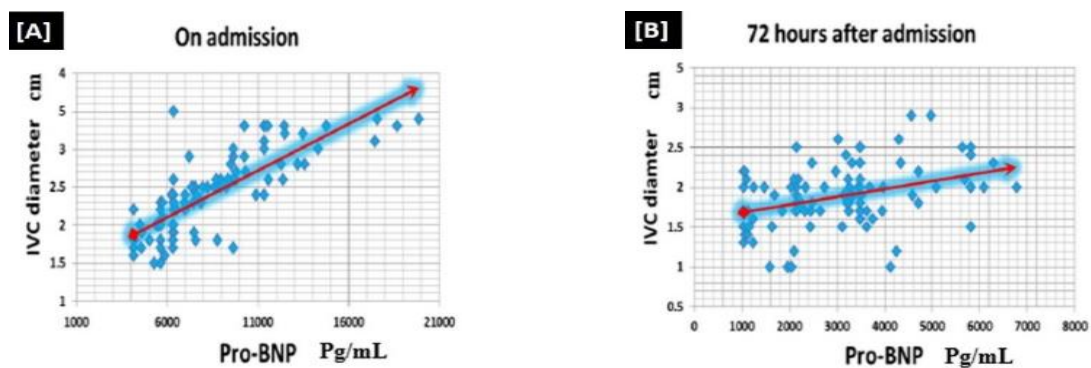 [A]
On admission
IVC diameter cm
4
5
3
2.5
2
1.5
1
1000 6000 11000 16000 21000
Pro-BNP Pg/mL
[B]
72 hours after admission
IVC diamter cm
5
3
2.5
2
1.5
1
0.5
0 1000 2000 3000 4000 5000 6000 7000 8000
Pro-BNP Pg/mL